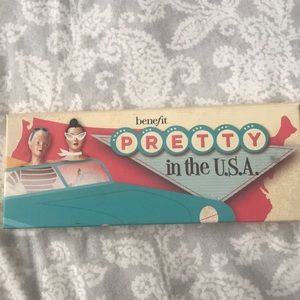 benefit
PRETTY
in the U.S.A.